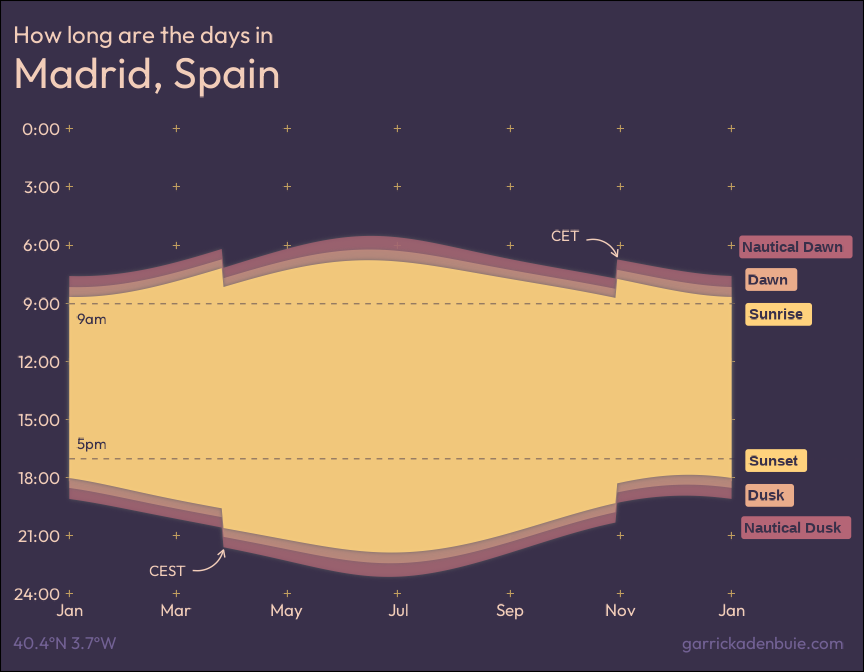 How long are the days in
Madrid, Spain
0:00
3:00
CET
6:00
Nautical Dawn
Dawn
9:00
Sunrise
9am
12:00
15:00
5pm
Sunset
18:00
Dusk
Nautical Dusk
21:00
CEST
24:00
Jan Mar May Jul Sep Nov Jan
40.4°N 3.7°W garrickadenbuie.com